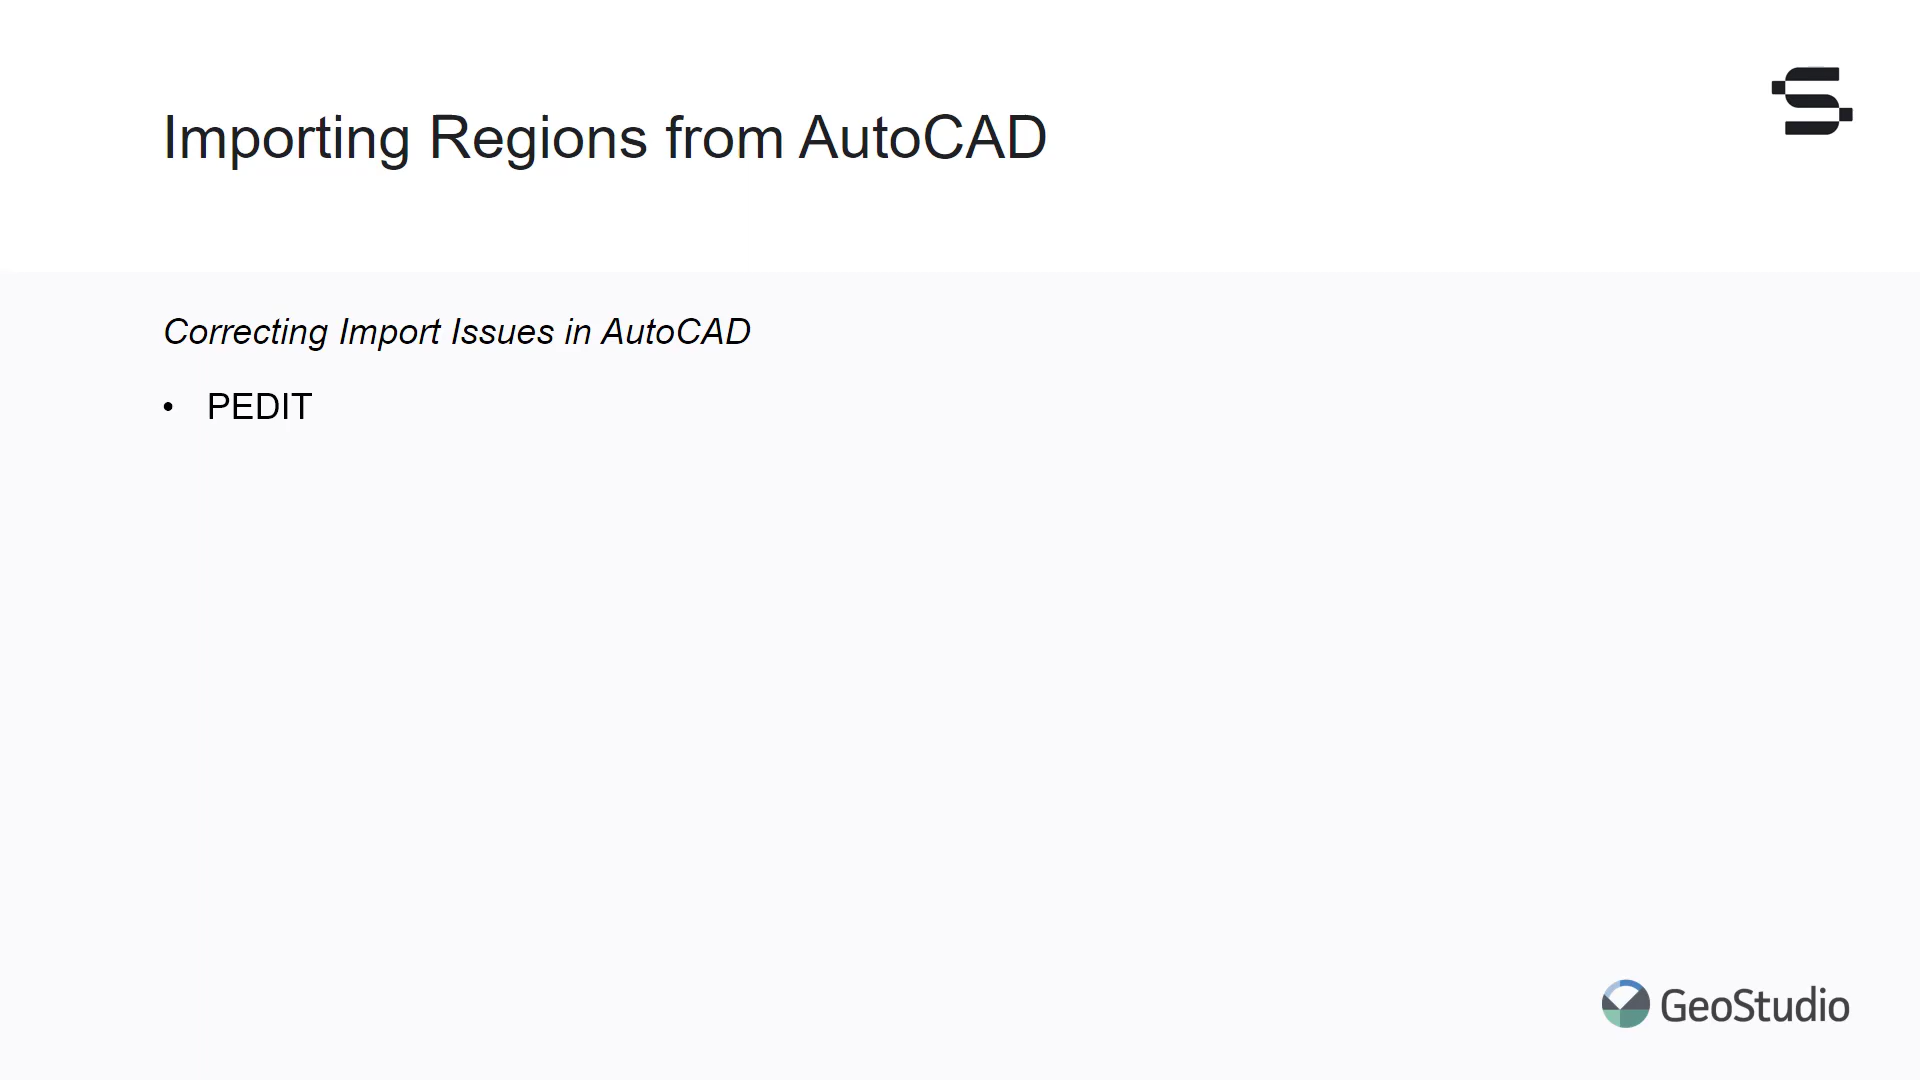 Importing Regions from AutoCAD
Correcting Import Issues in AutoCAD
• PEDIT
GeoStudio